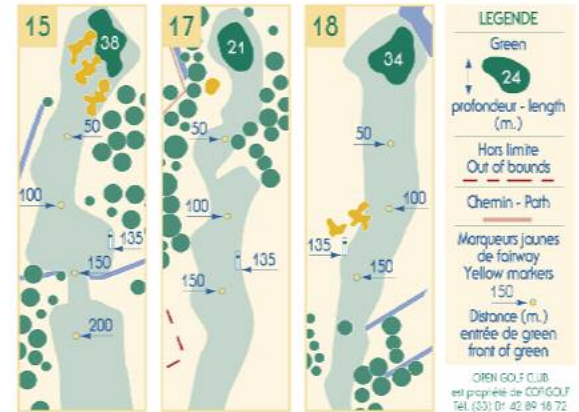 15
38
50
100
135
150
200
17
21
50
100
135
150
18
34
50
100
135
150
LEGENDE
Green
24
profondeur - length
(m.)
Hors limite
Out of bounds
Chemin - Path
Marqueurs jaunes
de fairway
Yellow markers
150
Distance (m.)
entrée de green
front of green
OPEN GOLF CLUB
est propriété de COFIGOLF
Tél. (33) 01 42 89 18 72